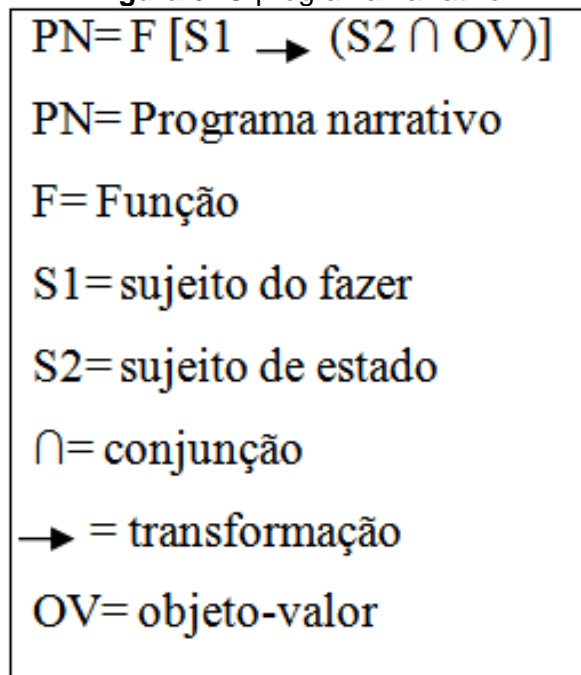 PN= F [S1 → (S2 ∩ OV)]
PN= Programa narrativo
F= Função
S1= sujeito do fazer
S2= sujeito de estado
∩= conjunção
→ = transformação
OV= objeto-valor